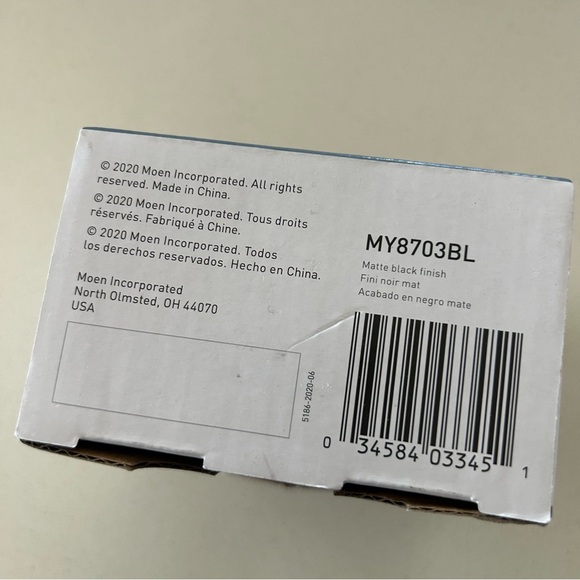 © 2020 Moen Incorporated. All rights
reserved. Made in China.
© 2020 Moen Incorporated. Tous droits
réservés. Fabriqué à Chine.
© 2020 Moen Incorporated. Todos
los derechos reservados. Hecho en China.
Moen Incorporated
North Olmsted, OH 44070
USA
5186-2020-06
MY8703BL
Matte black finish
Fini noir mat
Acabado en negro mate
0 34584 03345 1